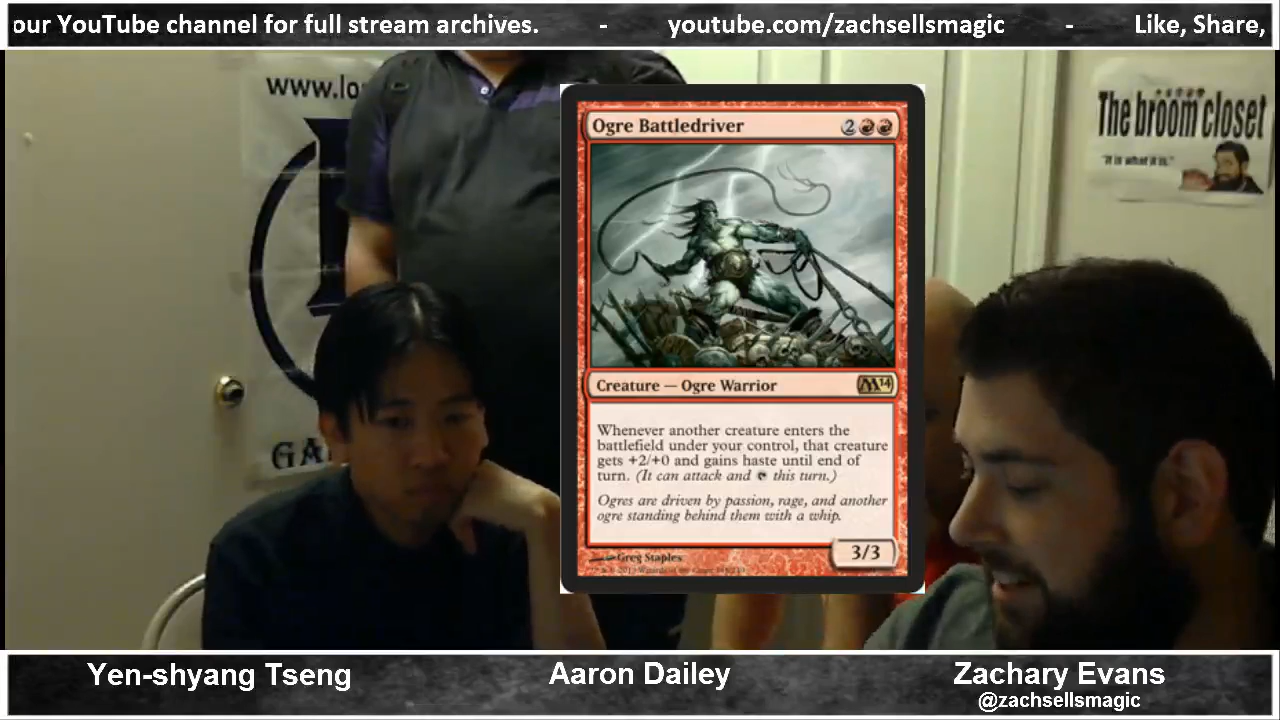 our YouTube channel for full stream archives. - youtube.com/zachsellsmagic - Like, Share,
www.lo
The broom closet
"It is what it is."
GA
Ogre Battledriver 2
Creature — Ogre Warrior M14
Whenever another creature enters the
battlefield under your control, that creature
gets +2/+0 and gains haste until end of
turn. (It can attack and this turn.)
Ogres are driven by passion, rage, and another
ogre standing behind them with a whip.
Greg Staples
3/3
Yen-shyang Tseng Aaron Dailey Zachary Evans
@zachsellsmagic